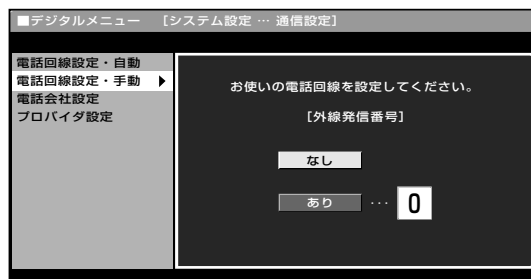 ■デジタルメニュー　[システム設定 … 通信設定]
電話回線設定・自動
電話回線設定・手動 ▶
電話会社設定
プロバイダ設定
お使いの電話回線を設定してください。
[外線発信番号]
なし
あり … 0